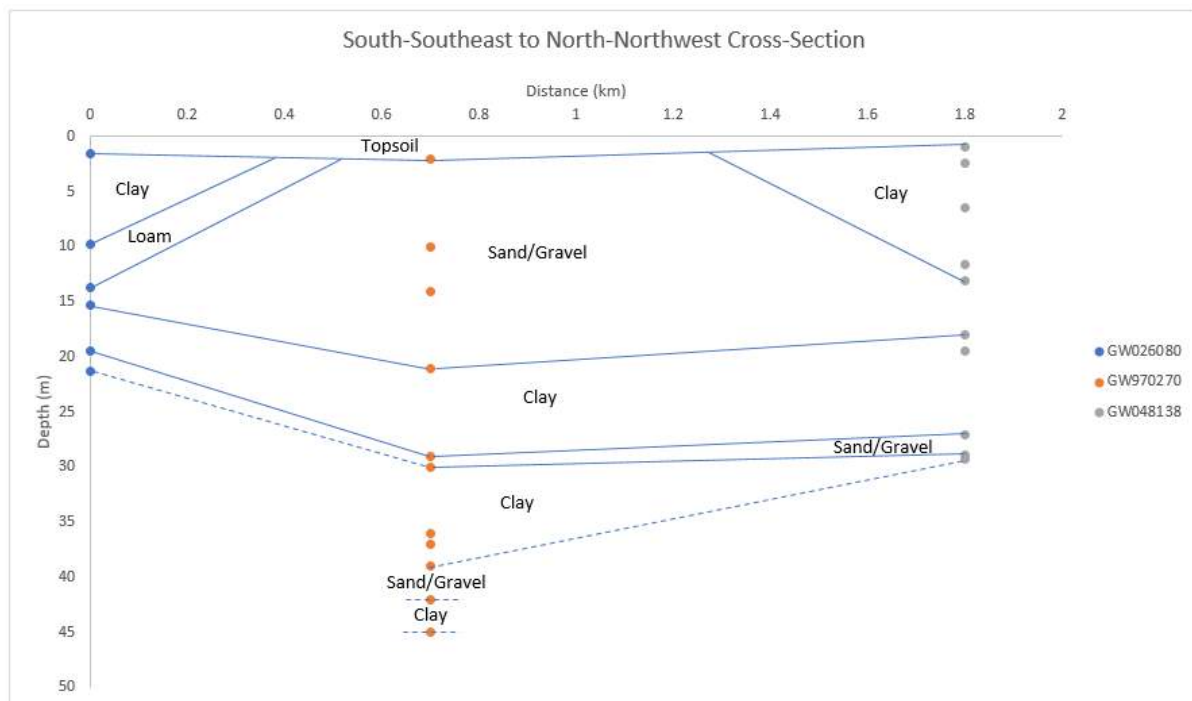 South-Southeast to North-Northwest Cross-Section
Distance (km)
0 0.2 0.4 0.6 0.8 1 1.2 1.4 1.6 1.8 2
0
5
10
15
20
25
30
35
40
45
50
Depth (m)
Topsoil
Clay
Clay
Loam
Sand/Gravel
Clay
Sand/Gravel
Clay
Sand/Gravel
Clay
GW026080
GW970270
GW048138